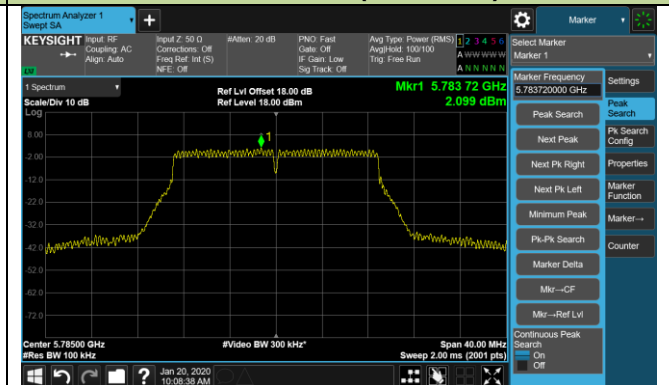 Spectrum Analyzer 1
Swept SA
Marker
KEYSIGHT
Input: RF
Coupling: AC
Align: Auto
Input Z: 50 Ω
Corrections: Off
Freq Ref: Int (S)
NFE: Off
#Atten: 20 dB
PNO: Fast
Gate: Off
IF Gain: Low
Sig Track: Off
Avg Type: Power (RMS)
Avg|Hold: 100/100
Trig: Free Run
1 2 3 4 5 6
A W W W W W
A N N N N N
LV
Select Marker
Marker 1
1 Spectrum
Scale/Div 10 dB
Log
Ref Lvl Offset 18.00 dB
Ref Level 18.00 dBm
Mkr1 5.783 72 GHz
2.099 dBm
8.00
-2.00
-12.0
-22.0
-32.0
-42.0
-52.0
-62.0
-72.0
1
Center 5.78500 GHz
#Res BW 100 kHz
#Video BW 300 kHz*
Span 40.00 MHz
Sweep 2.00 ms (2001 pts)
Marker Frequency
5.783720000 GHz
Peak Search
Next Peak
Next Pk Right
Next Pk Left
Minimum Peak
Pk-Pk Search
Marker Delta
Mkr→CF
Mkr→Ref Lvl
Continuous Peak
Search
On
Off
Settings
Peak
Search
Pk Search
Config
Properties
Marker
Function
Marker→
Counter
Jan 20, 2020
10:08:38 AM